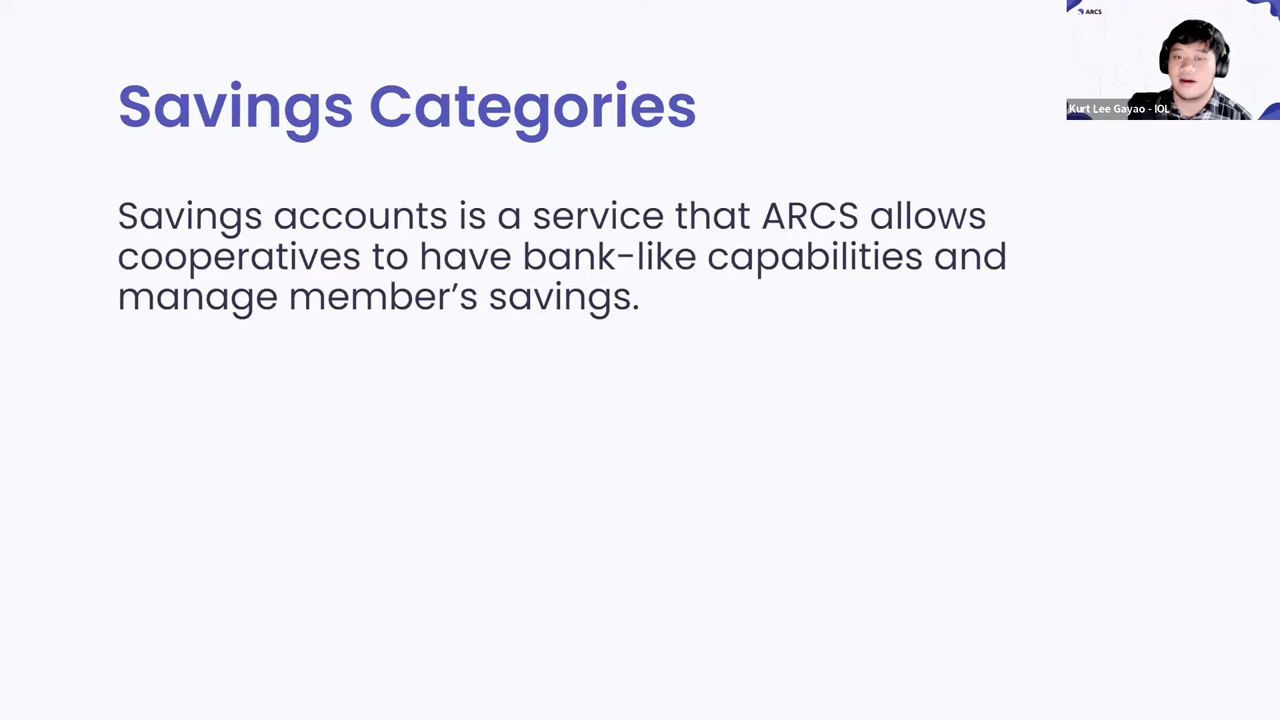 Savings Categories
Savings accounts is a service that ARCS allows
cooperatives to have bank-like capabilities and
manage member’s savings.
ARCS
Kurt Lee Gayao - IOL